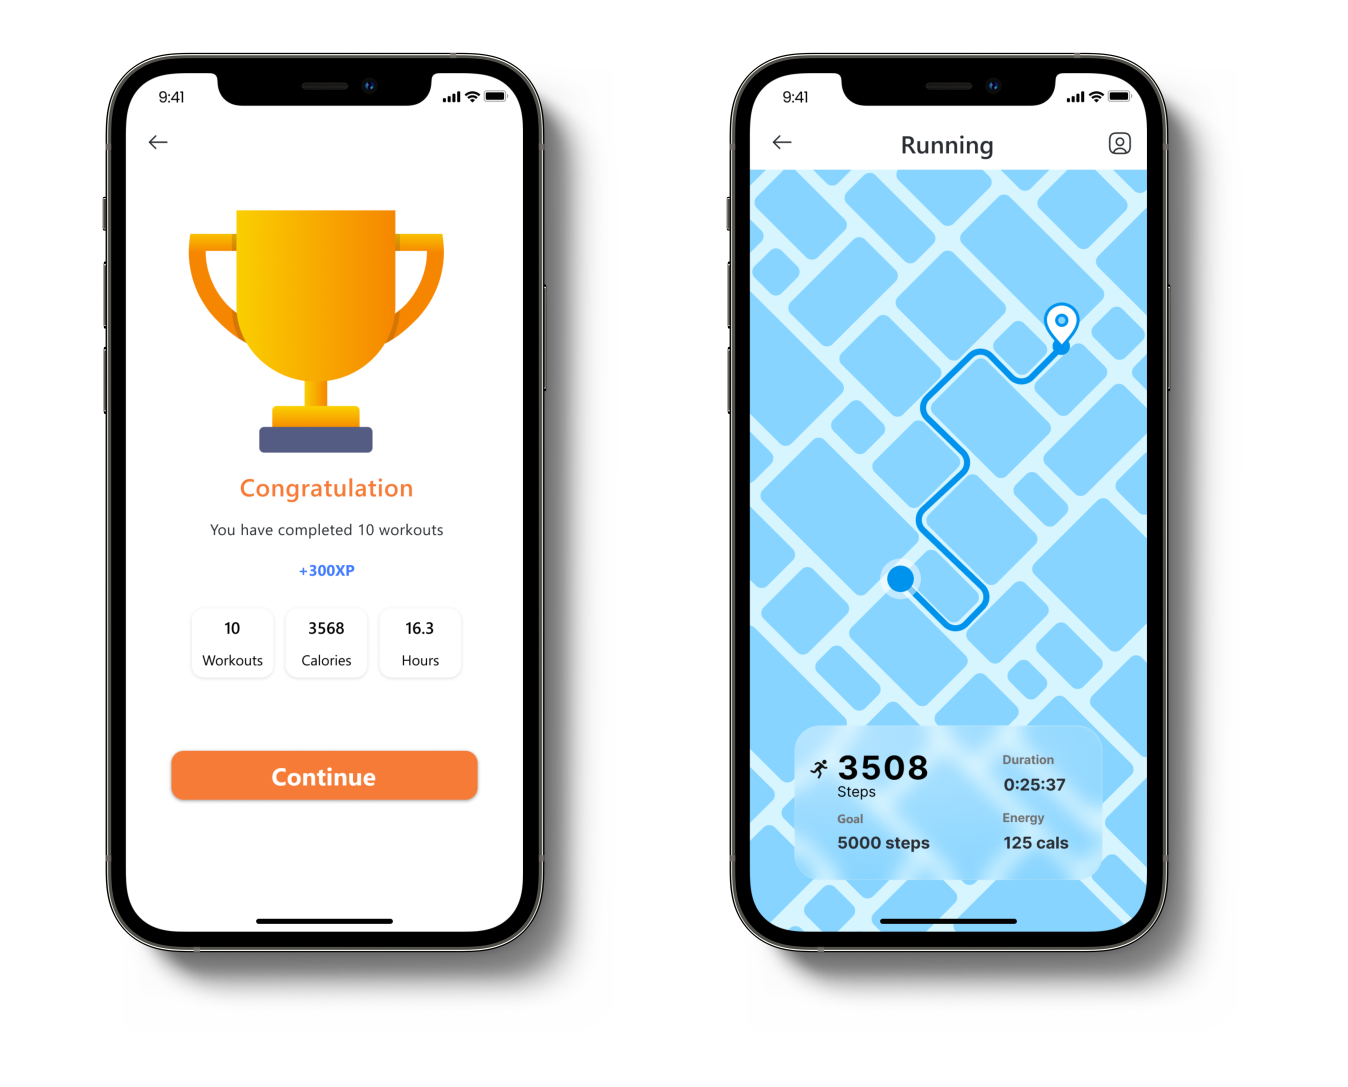 9:41
Congratulation
You have completed 10 workouts
+300XP
10
Workouts
3568
Calories
16.3
Hours
Continue
9:41
Running
3508
Steps
Duration
0:25:37
Goal
5000 steps
Energy
125 cals